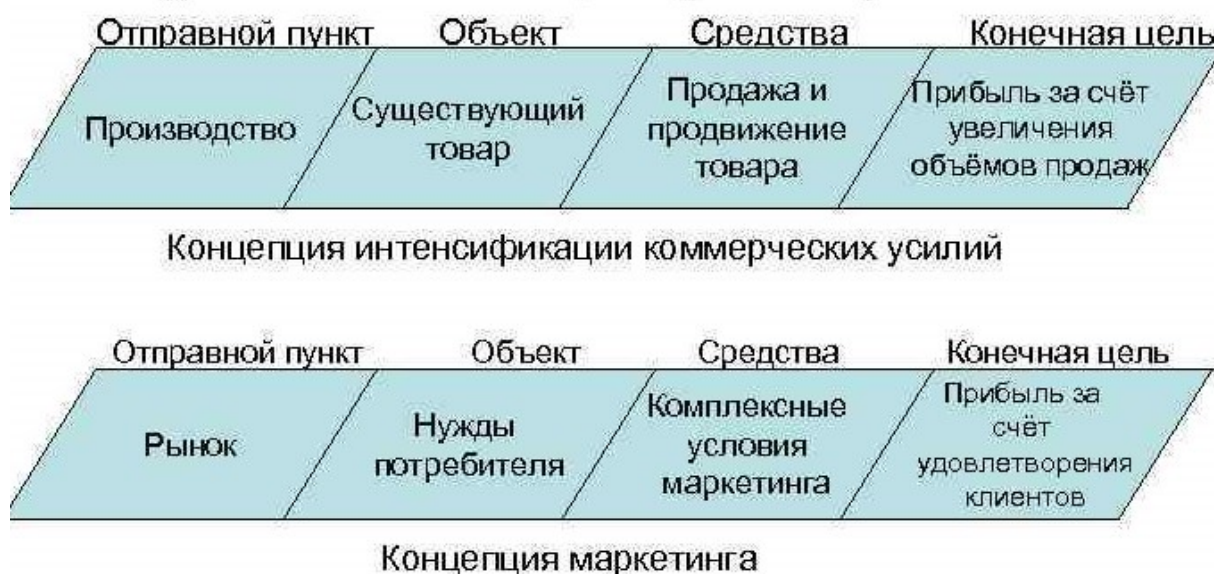 Отправной пункт Объект Средства Конечная цель
Производство
Существующий
товар
Продажа и
продвижение
товара
Прибыль за счёт
увеличения
объёмов продаж
Концепция интенсификации коммерческих усилий
Отправной пункт Объект Средства Конечная цель
Рынок
Нужды
потребителя
Комплексные
условия
маркетинга
Прибыль за
счёт
удовлетворения
клиентов
Концепция маркетинга